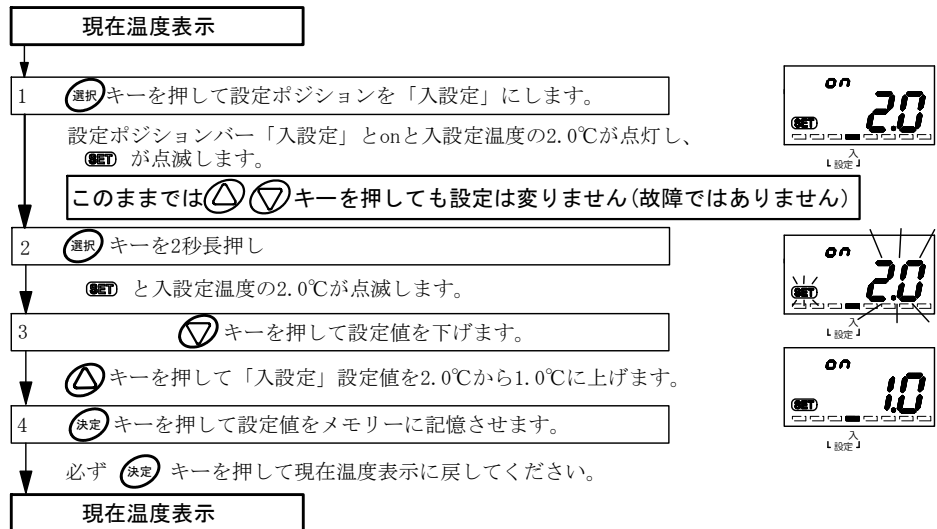 現在温度表示
1 選択キーを押して設定ポジションを「入設定」にします。
設定ポジションバー「入設定」とonと入設定温度の2.0℃が点灯し、
SET が点滅します。
このままでは△▽キーを押しても設定は変りません(故障ではありません)
2 選択キーを2秒長押し
SET と入設定温度の2.0℃が点滅します。
3 ▽キーを押して設定値を下げます。
△キーを押して「入設定」設定値を2.0℃から1.0℃に上げます。
4 決定キーを押して設定値をメモリーに記憶させます。
必ず 決定 キーを押して現在温度表示に戻してください。
現在温度表示
on
2.0
SET
入
設定
on
2.0
SET
入
設定
on
1.0
SET
入
設定